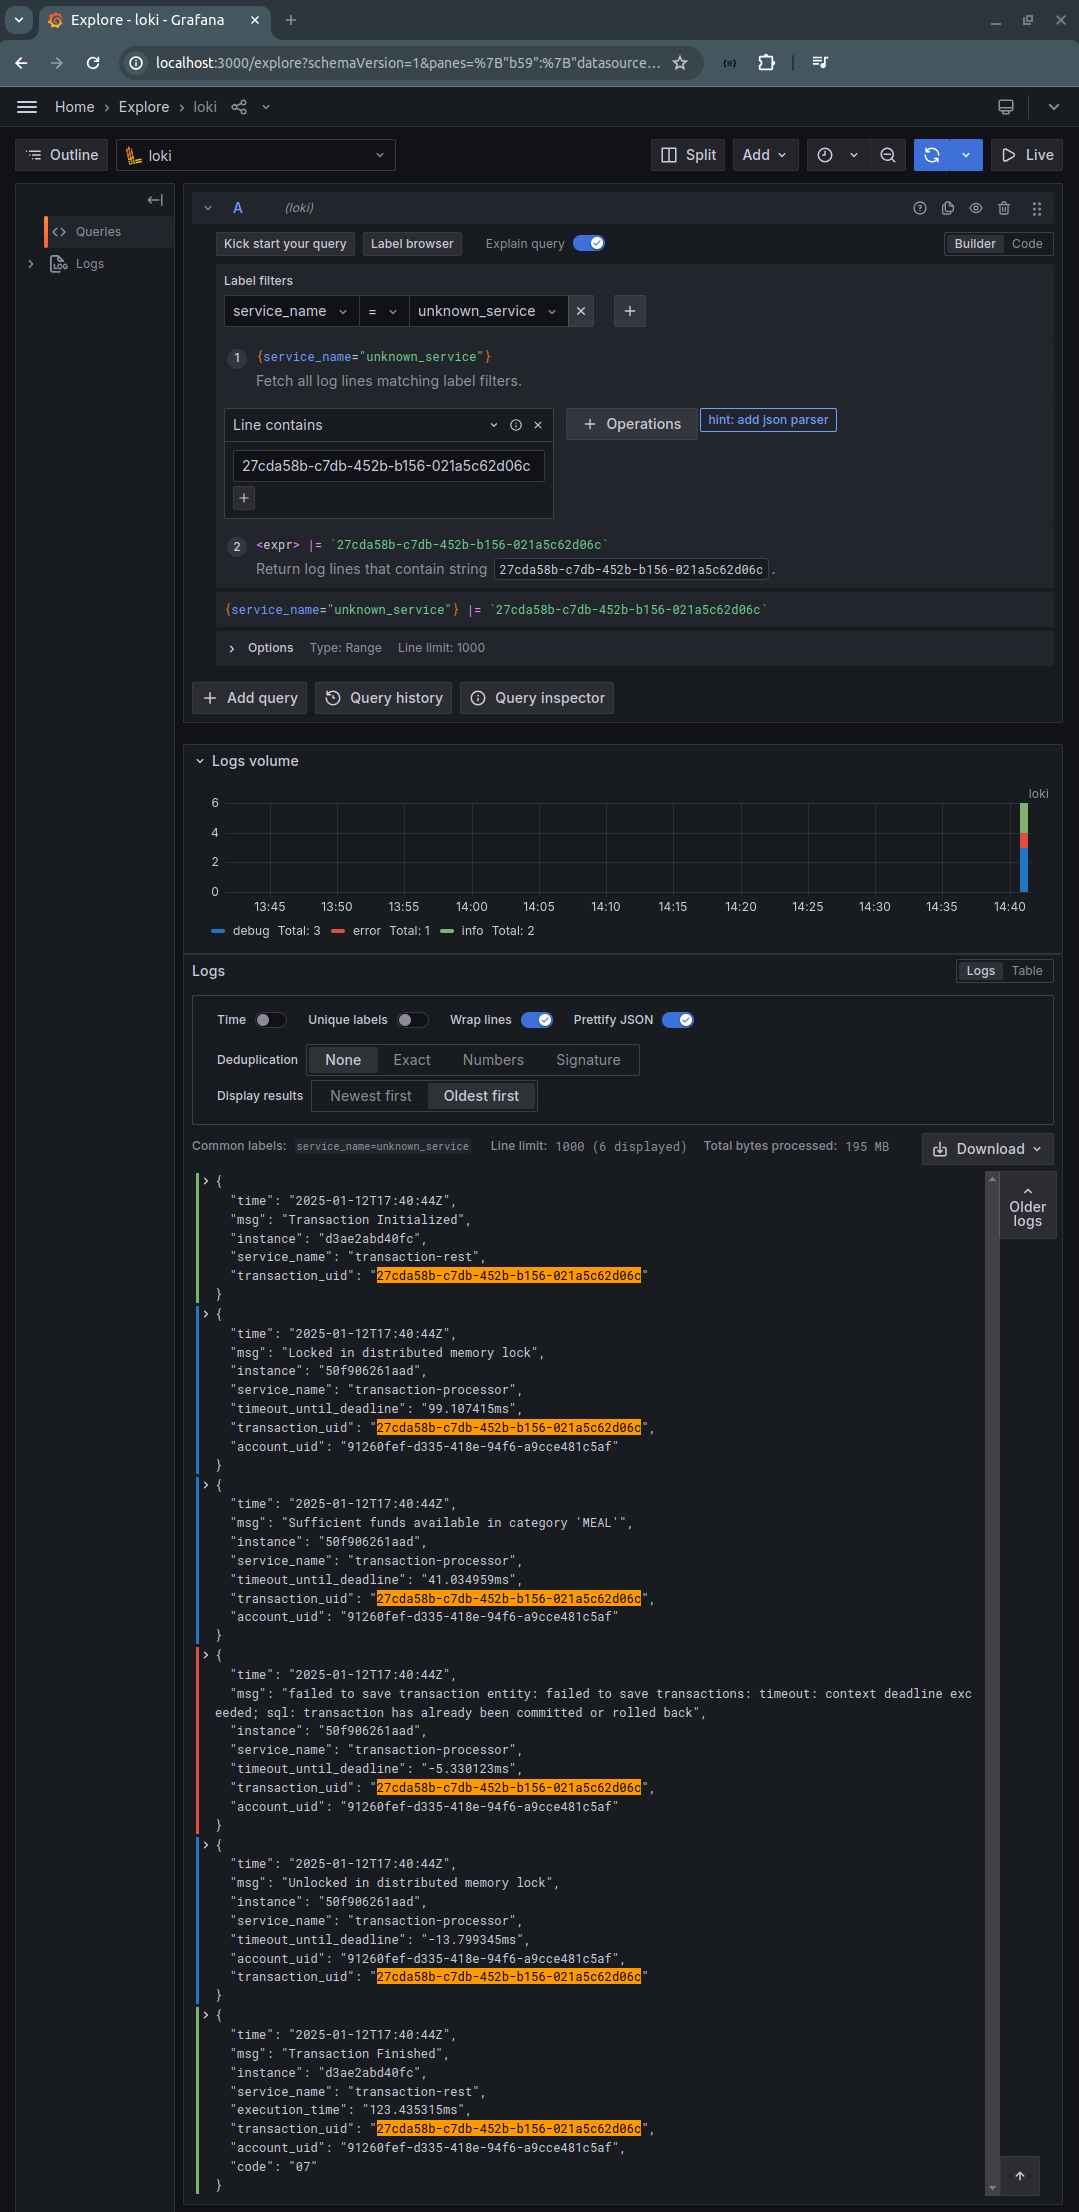 Explore - loki - Grafana
localhost:3000/explore?schemaVersion=1&panes=%7B"b59":%7B"datasource...
Home › Explore › loki
Outline
loki
Split
Add
Live
Queries
Logs
A (loki)
Kick start your query
Label browser
Explain query
Builder
Code
Label filters
service_name = unknown_service
1 {service_name="unknown_service"}
Fetch all log lines matching label filters.
Line contains
+ Operations
hint: add json parser
27cda58b-c7db-452b-b156-021a5c62d06c
+
2 <expr> |= `27cda58b-c7db-452b-b156-021a5c62d06c`
Return log lines that contain string 27cda58b-c7db-452b-b156-021a5c62d06c .
{service_name="unknown_service"} |= `27cda58b-c7db-452b-b156-021a5c62d06c`
Options Type: Range Line limit: 1000
+ Add query
Query history
Query inspector
Logs volume
loki
6
4
2
0
13:45 13:50 13:55 14:00 14:05 14:10 14:15 14:20 14:25 14:30 14:35 14:40
debug Total: 3 error Total: 1 info Total: 2
Logs
Logs
Table
Time
Unique labels
Wrap lines
Prettify JSON
Deduplication None Exact Numbers Signature
Display results Newest first Oldest first
Common labels: service_name=unknown_service Line limit: 1000 (6 displayed) Total bytes processed: 195 MB
Download
Older
logs
{
"time": "2025-01-12T17:40:44Z",
"msg": "Transaction Initialized",
"instance": "d3ae2abd40fc",
"service_name": "transaction-rest",
"transaction_uid": "27cda58b-c7db-452b-b156-021a5c62d06c"
}
{
"time": "2025-01-12T17:40:44Z",
"msg": "Locked in distributed memory lock",
"instance": "50f906261aad",
"service_name": "transaction-processor",
"timeout_until_deadline": "99.107415ms",
"transaction_uid": "27cda58b-c7db-452b-b156-021a5c62d06c",
"account_uid": "91260fef-d335-418e-94f6-a9cce481c5af"
}
{
"time": "2025-01-12T17:40:44Z",
"msg": "Sufficient funds available in category 'MEAL'",
"instance": "50f906261aad",
"service_name": "transaction-processor",
"timeout_until_deadline": "41.034959ms",
"transaction_uid": "27cda58b-c7db-452b-b156-021a5c62d06c",
"account_uid": "91260fef-d335-418e-94f6-a9cce481c5af"
}
{
"time": "2025-01-12T17:40:44Z",
"msg": "failed to save transaction entity: failed to save transactions: timeout: context deadline exc
eeded; sql: transaction has already been committed or rolled back",
"instance": "50f906261aad",
"service_name": "transaction-processor",
"timeout_until_deadline": "-5.330123ms",
"transaction_uid": "27cda58b-c7db-452b-b156-021a5c62d06c",
"account_uid": "91260fef-d335-418e-94f6-a9cce481c5af"
}
{
"time": "2025-01-12T17:40:44Z",
"msg": "Unlocked in distributed memory lock",
"instance": "50f906261aad",
"service_name": "transaction-processor",
"timeout_until_deadline": "-13.799345ms",
"account_uid": "91260fef-d335-418e-94f6-a9cce481c5af",
"transaction_uid": "27cda58b-c7db-452b-b156-021a5c62d06c"
}
{
"time": "2025-01-12T17:40:44Z",
"msg": "Transaction Finished",
"instance": "d3ae2abd40fc",
"service_name": "transaction-rest",
"execution_time": "123.435315ms",
"transaction_uid": "27cda58b-c7db-452b-b156-021a5c62d06c",
"account_uid": "91260fef-d335-418e-94f6-a9cce481c5af",
"code": "07"
}